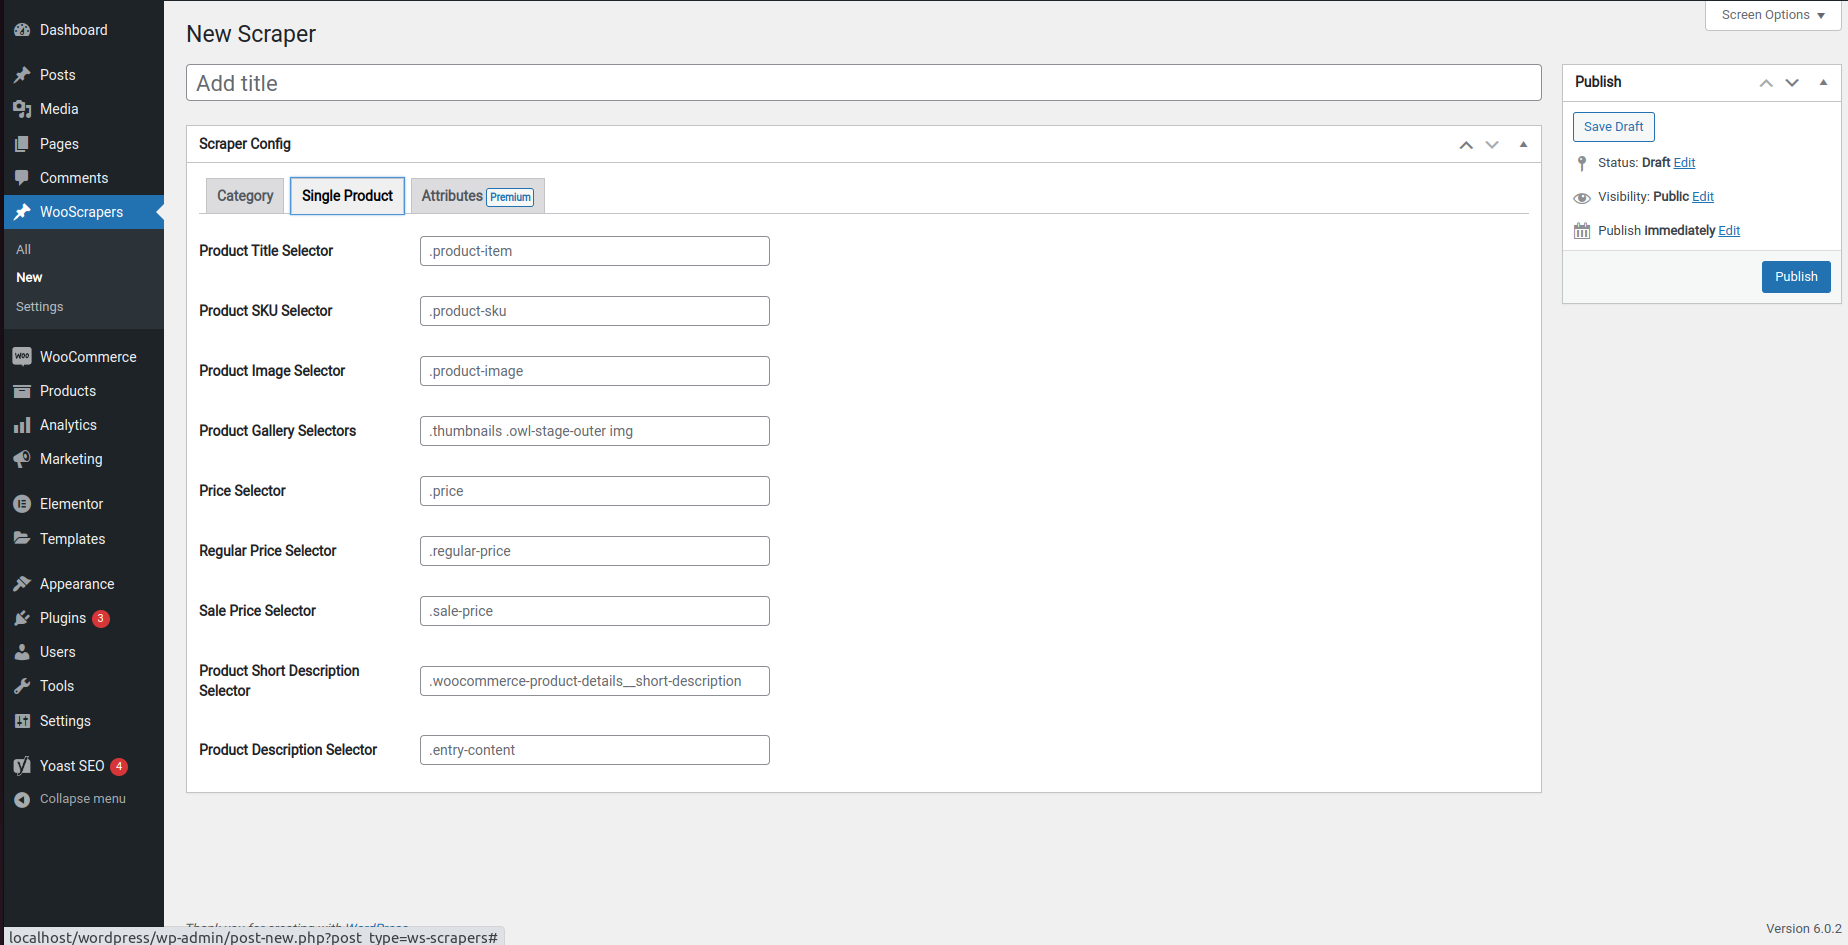 Dashboard
Posts
Media
Pages
Comments
WooScrapers
All
New
Settings
WooCommerce
Products
Analytics
Marketing
Elementor
Templates
Appearance
Plugins 3
Users
Tools
Settings
Yoast SEO 4
Collapse menu
Screen Options
New Scraper
Add title
Scraper Config
Category Single Product Attributes Premium
Product Title Selector .product-item
Product SKU Selector .product-sku
Product Image Selector .product-image
Product Gallery Selectors .thumbnails .owl-stage-outer img
Price Selector .price
Regular Price Selector .regular-price
Sale Price Selector .sale-price
Product Short Description
Selector .woocommerce-product-details__short-description
Product Description Selector .entry-content
Publish
Save Draft
Status: Draft Edit
Visibility: Public Edit
Publish immediately Edit
Publish
Thank you for creating with WordPress.
Version 6.0.2
localhost/wordpress/wp-admin/post-new.php?post_type=ws-scrapers#